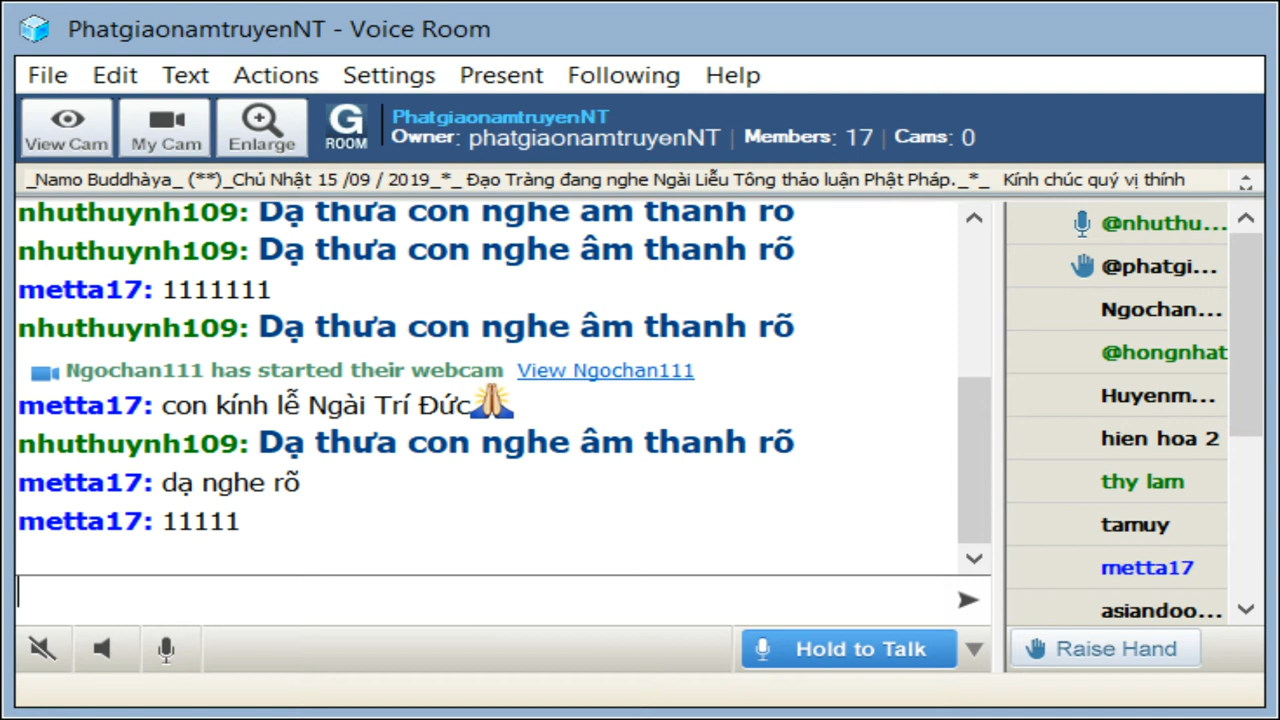 PhatgiaonamtruyenNT - Voice Room
File Edit Text Actions Settings Present Following Help
View Cam My Cam Enlarge G ROOM
PhatgiaonamtruyenNT
Owner: phatgiaonamtruyenNT | Members: 17 | Cams: 0
_Namo Buddhàya_ (**)_Chủ Nhật 15 /09 / 2019_*_ Đạo Tràng đang nghe Ngài Liễu Tông thảo luận Phật Pháp._*_ Kính chúc quý vị thính
nhuthuynh109: Dạ thưa con nghe âm thanh rõ
nhuthuynh109: Dạ thưa con nghe âm thanh rõ
metta17: 1111111
nhuthuynh109: Dạ thưa con nghe âm thanh rõ
Ngochan111 has started their webcam View Ngochan111
metta17: con kính lễ Ngài Trí Đức🙏
nhuthuynh109: Dạ thưa con nghe âm thanh rõ
metta17: dạ nghe rõ
metta17: 11111
@nhuthu...
@phatgi...
Ngochan...
@hongnhat
Huyenm...
hien hoa 2
thy lam
tamuy
metta17
asiandoo...
Hold to Talk
Raise Hand